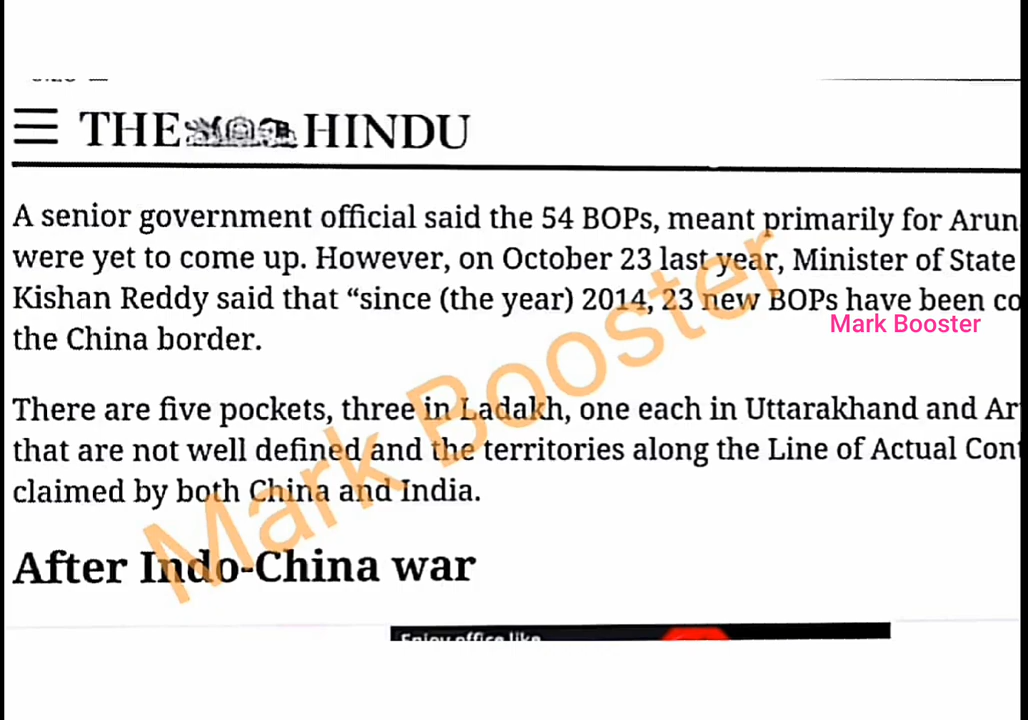 THE HINDU
A senior government official said the 54 BOPs, meant primarily for Arun
were yet to come up. However, on October 23 last year, Minister of State
Kishan Reddy said that “since (the year) 2014, 23 new BOPs have been co
Mark Booster
the China border.
There are five pockets, three in Ladakh, one each in Uttarakhand and Ar
that are not well defined and the territories along the Line of Actual Con
claimed by both China and India.
Mark Booster
After Indo-China war
Enjoy office like